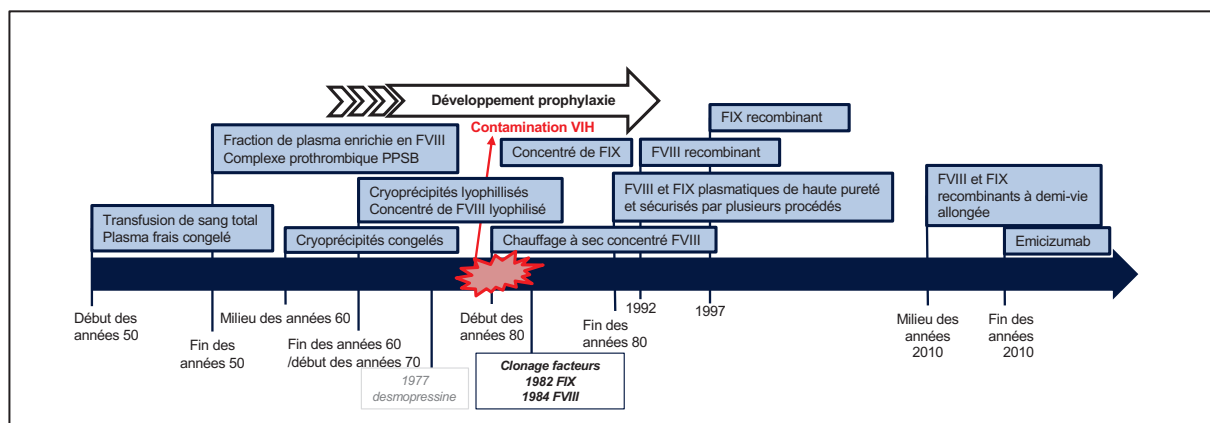 Développement prophylaxie
Contamination VIH
FIX recombinant
Fraction de plasma enrichie en FVIII
Complexe prothrombique PPSB
Concentré de FIX
FVIII recombinant
Cryoprécipités lyophillisés
Concentré de FVIII lyophilisé
FVIII et FIX plasmatiques de haute pureté
et sécurisés par plusieurs procédés
FVIII et FIX
recombinants à demi-vie
allongée
Transfusion de sang total
Plasma frais congelé
Cryoprécipités congelés
Chauffage à sec concentré FVIII
Emicizumab
Début des
années 50
Fin des
années 50
Milieu des années 60
Fin des années 60
/début des années 70
1977
desmopressine
Début des
années 80
Clonage facteurs
1982 FIX
1984 FVIII
Fin des
années 80
1992
1997
Milieu des
années
2010
Fin des
années
2010